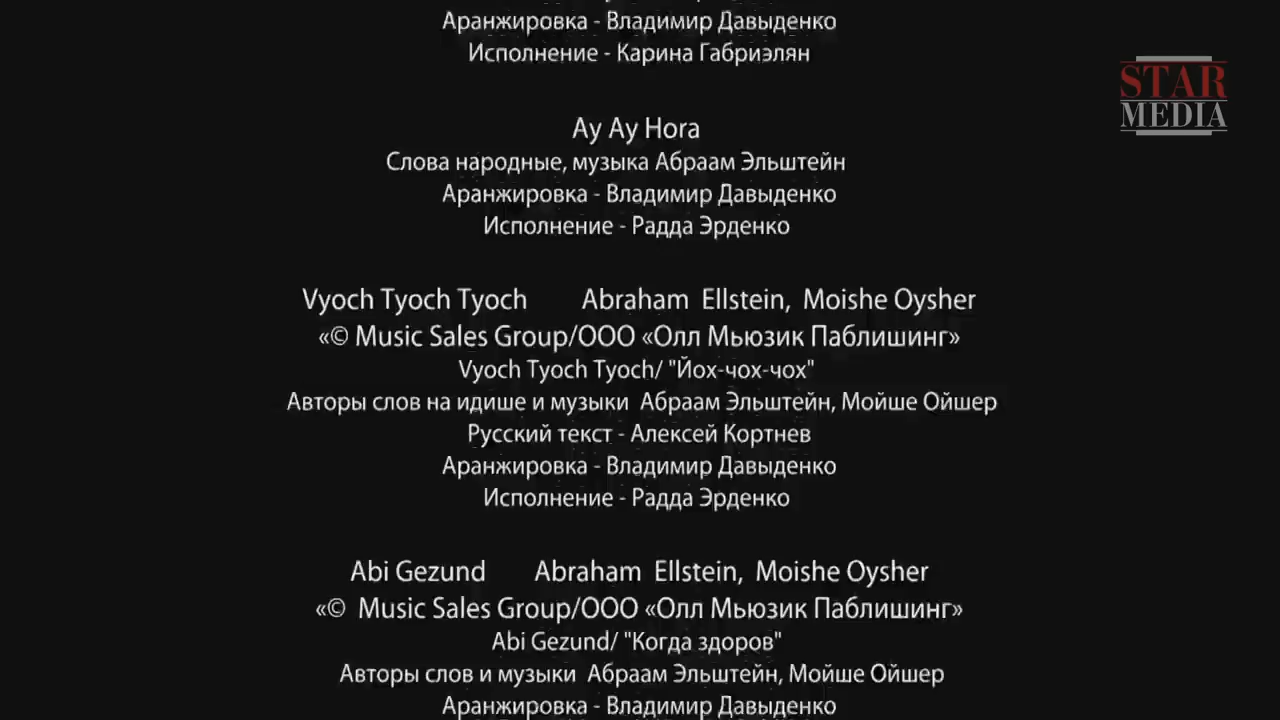 Аранжировка - Владимир Давыденко
Исполнение - Карина Габриэлян
STAR
MEDIA
Ay Ay Hora
Слова народные, музыка Абраам Эльштейн
Аранжировка - Владимир Давыденко
Исполнение - Радда Эрденко
Vyoch Tyoch Tyoch Abraham Ellstein, Moishe Oysher
«© Music Sales Group/ООО «Олл Мьюзик Паблишинг»
Vyoch Tyoch Tyoch/ "Йох-чох-чох"
Авторы слов на идише и музыки Абраам Эльштейн, Мойше Ойшер
Русский текст - Алексей Кортнев
Аранжировка - Владимир Давыденко
Исполнение - Радда Эрденко
Abi Gezund Abraham Ellstein, Moishe Oysher
«© Music Sales Group/ООО «Олл Мьюзик Паблишинг»
Abi Gezund/ "Когда здоров"
Авторы слов и музыки Абраам Эльштейн, Мойше Ойшер
Аранжировка - Владимир Давыденко